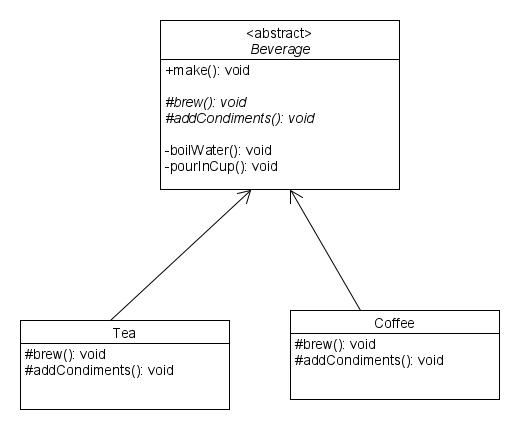 <abstract>
Beverage
+make(): void
#brew(): void
#addCondiments(): void
-boilWater(): void
-pourInCup(): void
Tea
#brew(): void
#addCondiments(): void
Coffee
#brew(): void
#addCondiments(): void